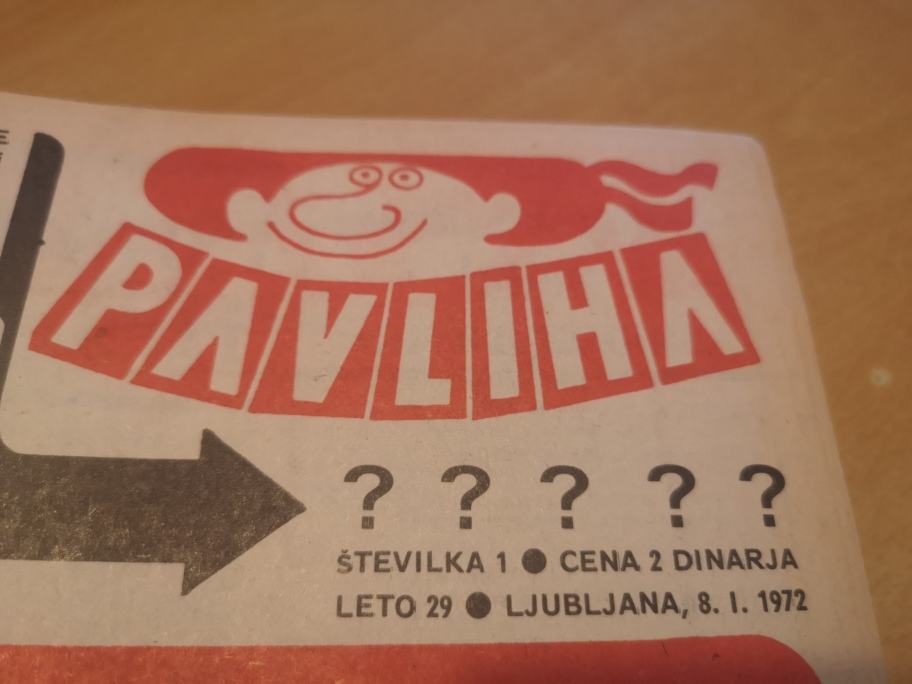 PAVLIHA
? ? ? ? ?
ŠTEVILKA 1 ● CENA 2 DINARJA
LETO 29 ● LJUBLJANA, 8. I. 1972